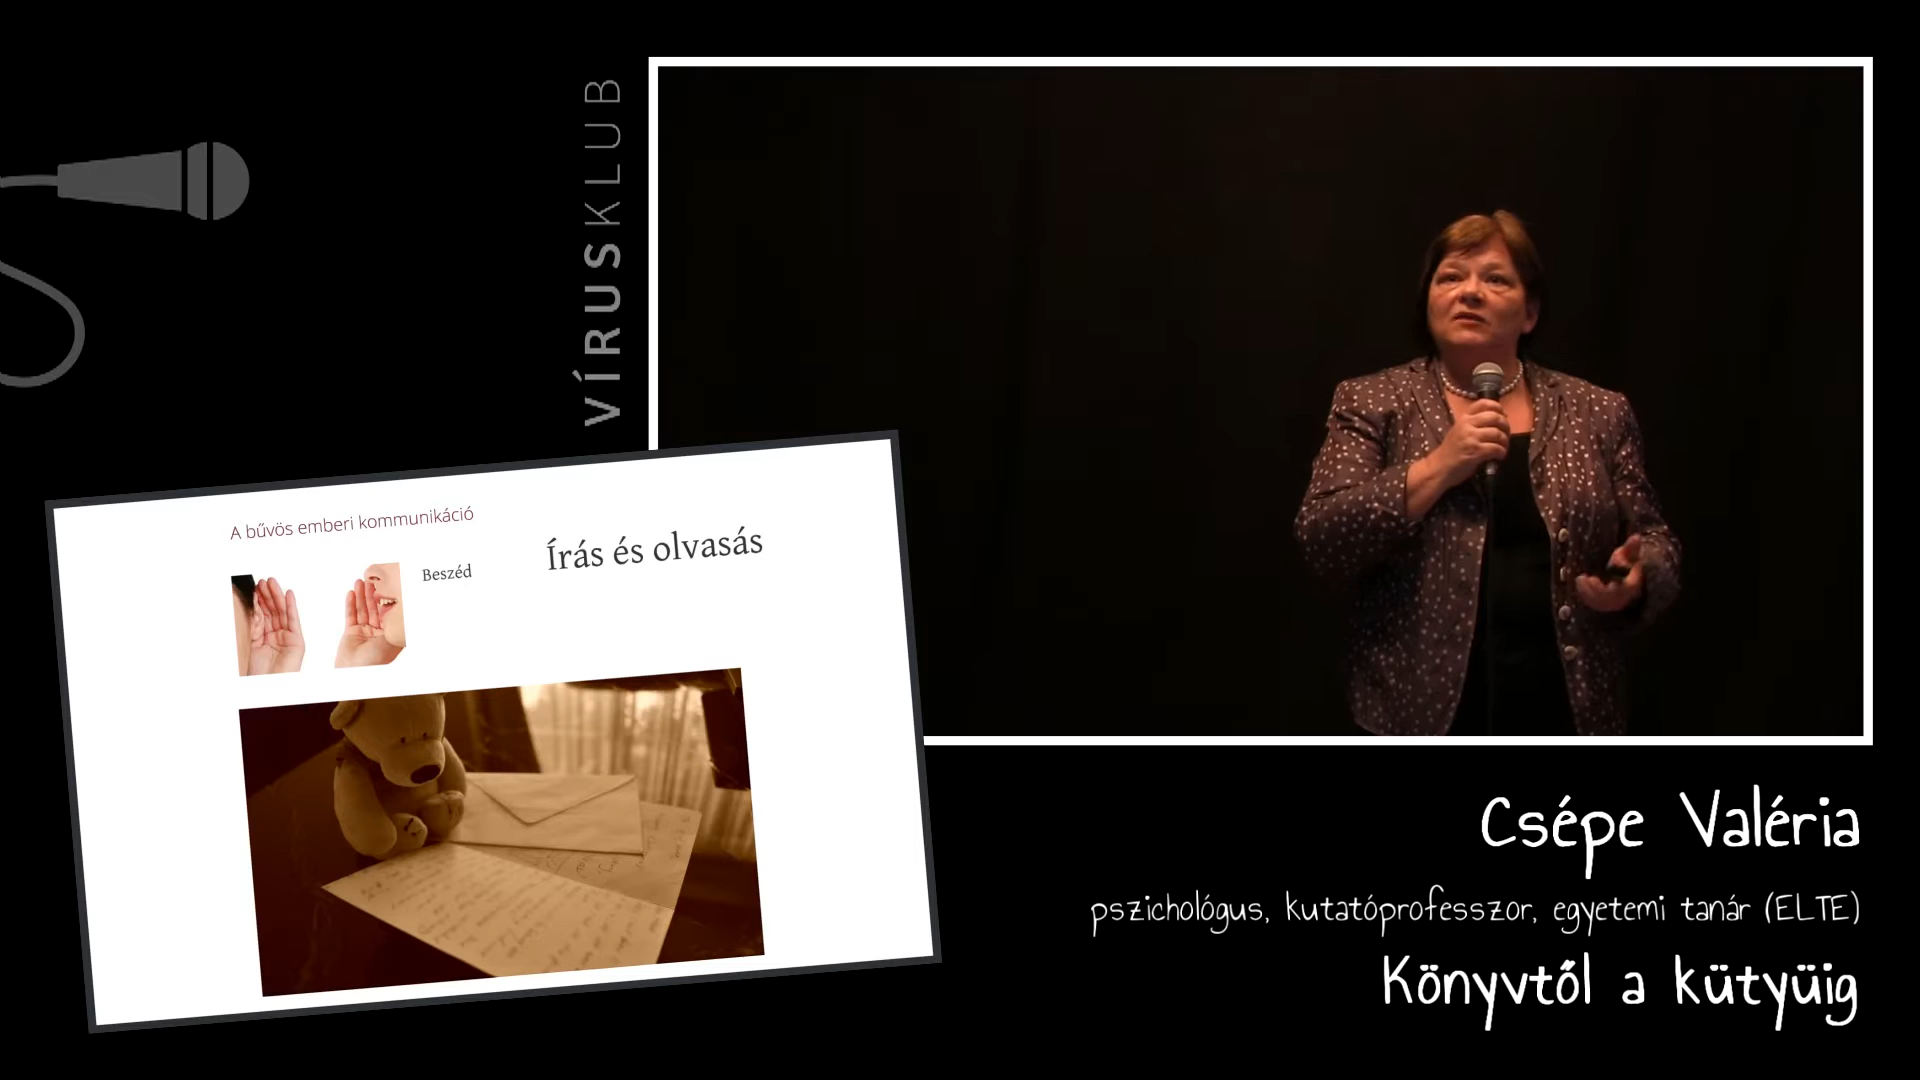 VÍRUSKLUB
A bűvös emberi kommunikáció
Beszéd
Írás és olvasás
Csépe Valéria
pszichológus, kutatóprofesszor, egyetemi tanár (ELTE)
Könyvtől a kütyüig